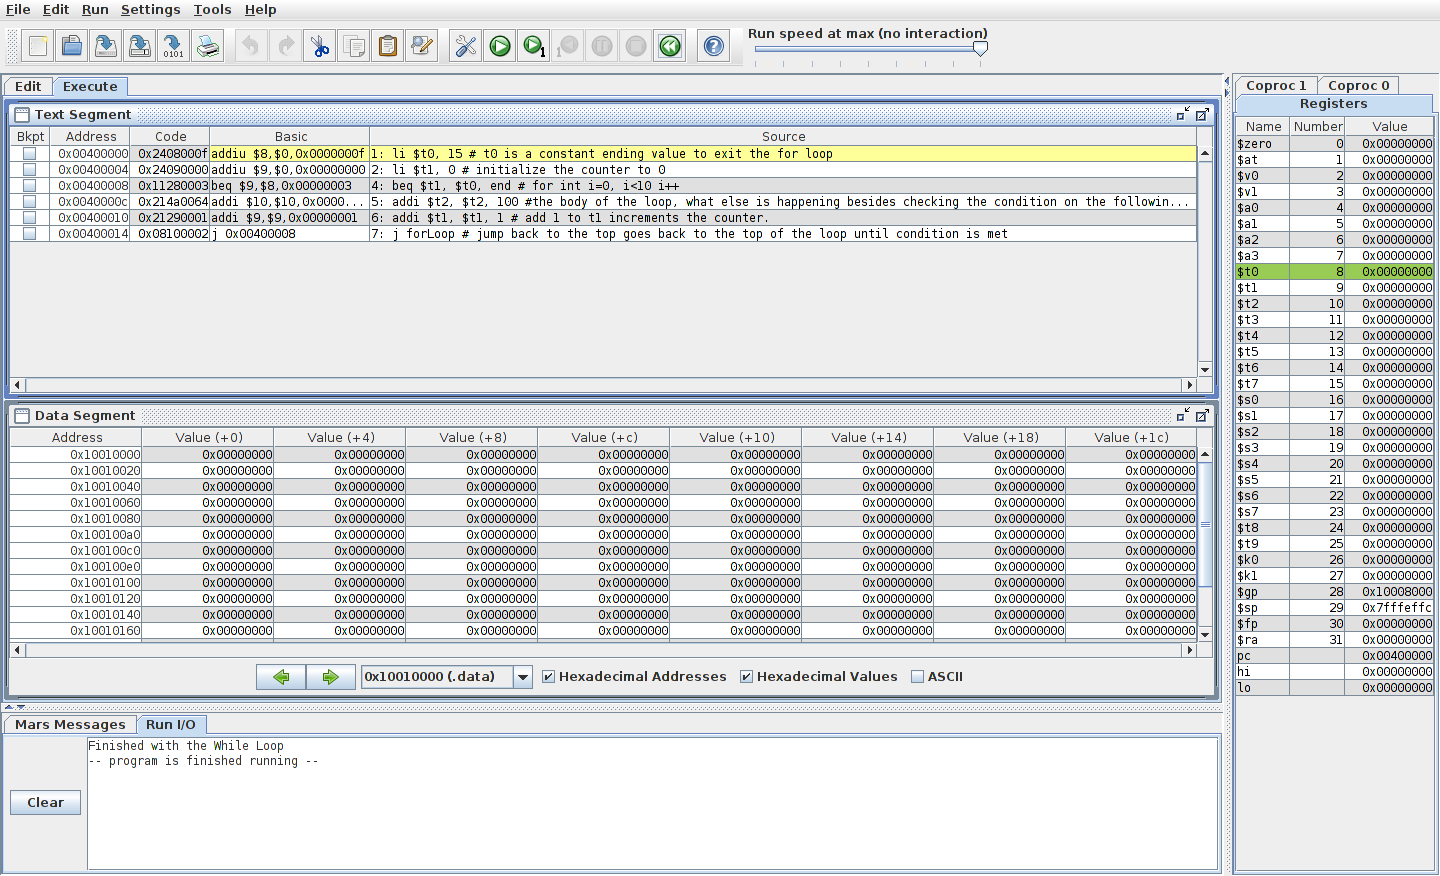 File Edit Run Settings Tools Help
Run speed at max (no interaction)
Edit Execute
Text Segment
Bkpt Address Code Basic Source
0x00400000 0x2408000f addiu $8,$0,0x0000000f 1: li $t0, 15 # t0 is a constant ending value to exit the for loop
0x00400004 0x24090000 addiu $9,$0,0x00000000 2: li $t1, 0 # initialize the counter to 0
0x00400008 0x11280003 beq $9,$8,0x00000003 4: beq $t1, $t0, end # for int i=0, i<10 i++
0x0040000c 0x214a0064 addi $10,$10,0x0000... 5: addi $t2, $t2, 100 #the body of the loop, what else is happening besides checking the condition on the followin...
0x00400010 0x21290001 addi $9,$9,0x00000001 6: addi $t1, $t1, 1 # add 1 to t1 increments the counter.
0x00400014 0x08100002 j 0x00400008 7: j forLoop # jump back to the top goes back to the top of the loop until condition is met
Data Segment
Address Value (+0) Value (+4) Value (+8) Value (+c) Value (+10) Value (+14) Value (+18) Value (+1c)
0x10010000 0x00000000 0x00000000 0x00000000 0x00000000 0x00000000 0x00000000 0x00000000 0x00000000
0x10010020 0x00000000 0x00000000 0x00000000 0x00000000 0x00000000 0x00000000 0x00000000 0x00000000
0x10010040 0x00000000 0x00000000 0x00000000 0x00000000 0x00000000 0x00000000 0x00000000 0x00000000
0x10010060 0x00000000 0x00000000 0x00000000 0x00000000 0x00000000 0x00000000 0x00000000 0x00000000
0x10010080 0x00000000 0x00000000 0x00000000 0x00000000 0x00000000 0x00000000 0x00000000 0x00000000
0x100100a0 0x00000000 0x00000000 0x00000000 0x00000000 0x00000000 0x00000000 0x00000000 0x00000000
0x100100c0 0x00000000 0x00000000 0x00000000 0x00000000 0x00000000 0x00000000 0x00000000 0x00000000
0x100100e0 0x00000000 0x00000000 0x00000000 0x00000000 0x00000000 0x00000000 0x00000000 0x00000000
0x10010100 0x00000000 0x00000000 0x00000000 0x00000000 0x00000000 0x00000000 0x00000000 0x00000000
0x10010120 0x00000000 0x00000000 0x00000000 0x00000000 0x00000000 0x00000000 0x00000000 0x00000000
0x10010140 0x00000000 0x00000000 0x00000000 0x00000000 0x00000000 0x00000000 0x00000000 0x00000000
0x10010160 0x00000000 0x00000000 0x00000000 0x00000000 0x00000000 0x00000000 0x00000000 0x00000000
0x10010000 (.data) Hexadecimal Addresses Hexadecimal Values ASCII
Mars Messages Run I/O
Clear
Finished with the While Loop
-- program is finished running --
Coproc 1 Coproc 0
Registers
Name Number Value
$zero 0 0x00000000
$at 1 0x00000000
$v0 2 0x00000000
$v1 3 0x00000000
$a0 4 0x00000000
$a1 5 0x00000000
$a2 6 0x00000000
$a3 7 0x00000000
$t0 8 0x00000000
$t1 9 0x00000000
$t2 10 0x00000000
$t3 11 0x00000000
$t4 12 0x00000000
$t5 13 0x00000000
$t6 14 0x00000000
$t7 15 0x00000000
$s0 16 0x00000000
$s1 17 0x00000000
$s2 18 0x00000000
$s3 19 0x00000000
$s4 20 0x00000000
$s5 21 0x00000000
$s6 22 0x00000000
$s7 23 0x00000000
$t8 24 0x00000000
$t9 25 0x00000000
$k0 26 0x00000000
$k1 27 0x00000000
$gp 28 0x10008000
$sp 29 0x7fffeffc
$fp 30 0x00000000
$ra 31 0x00000000
pc 0x00400000
hi 0x00000000
lo 0x00000000
0101
1
1
?